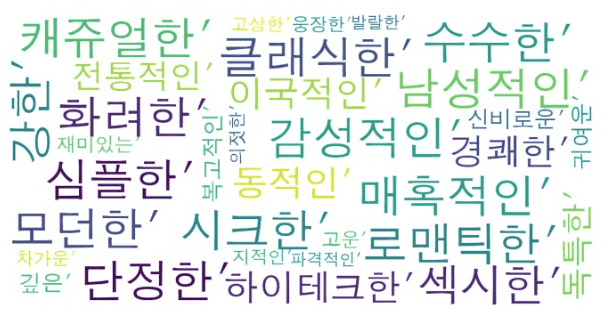 고상한’
웅장한’
발랄한’
캐쥬얼한’
클래식한’
수수한’
전통적인’
이국적인’
남성적인’
강한’
화려한’
재미있는’
복고적인’
의젓한’
감성적인’
신비로운’
경쾌한’
귀여운’
심플한’
동적인’
매혹적인’
모던한’
시크한’
고운’
로맨틱한’
독특한’
차가운’
깊은’
단정한’
지적인’
파격적인’
하이테크한’
섹시한’